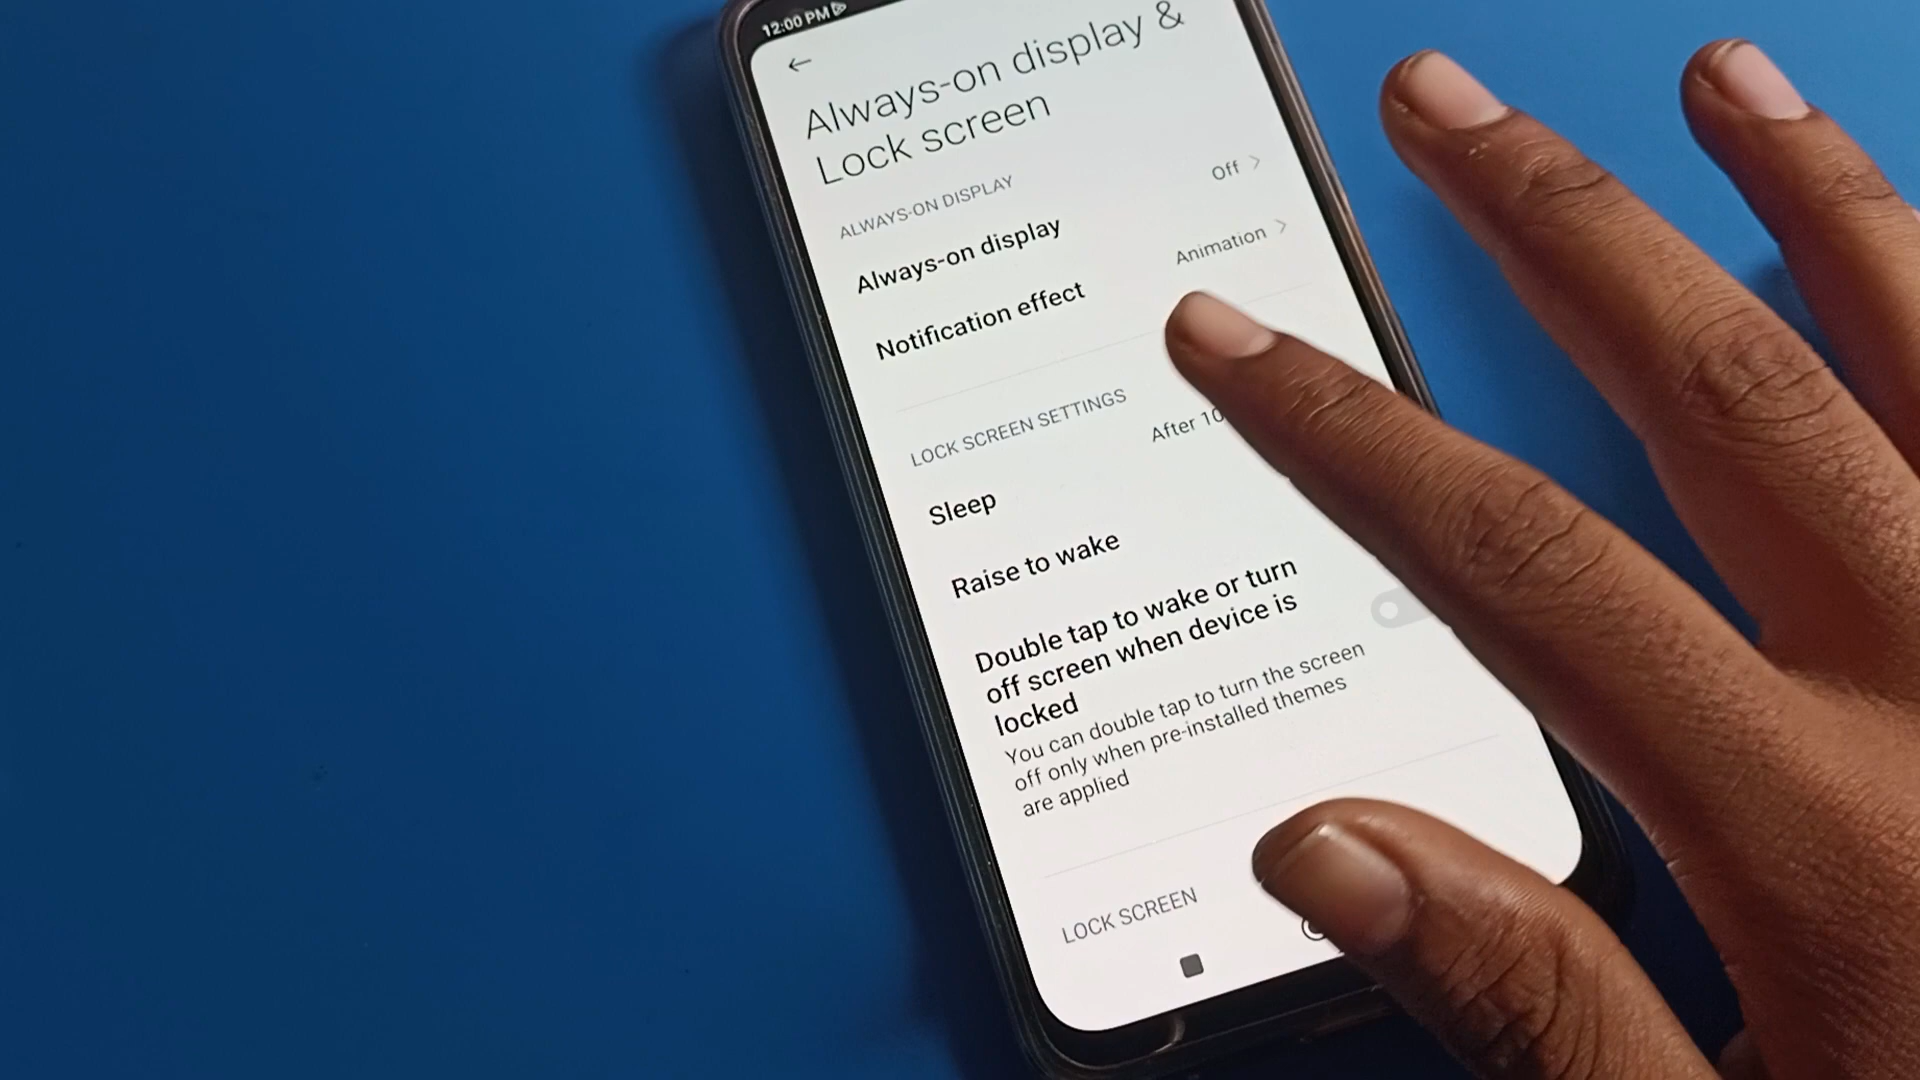 12:00 PM
Always-on display &
Lock screen
ALWAYS-ON DISPLAY
Always-on display Off
Notification effect Animation
LOCK SCREEN SETTINGS
Sleep After 10
Raise to wake
Double tap to wake or turn
off screen when device is
locked
You can double tap to turn the screen
off only when pre-installed themes
are applied
LOCK SCREEN